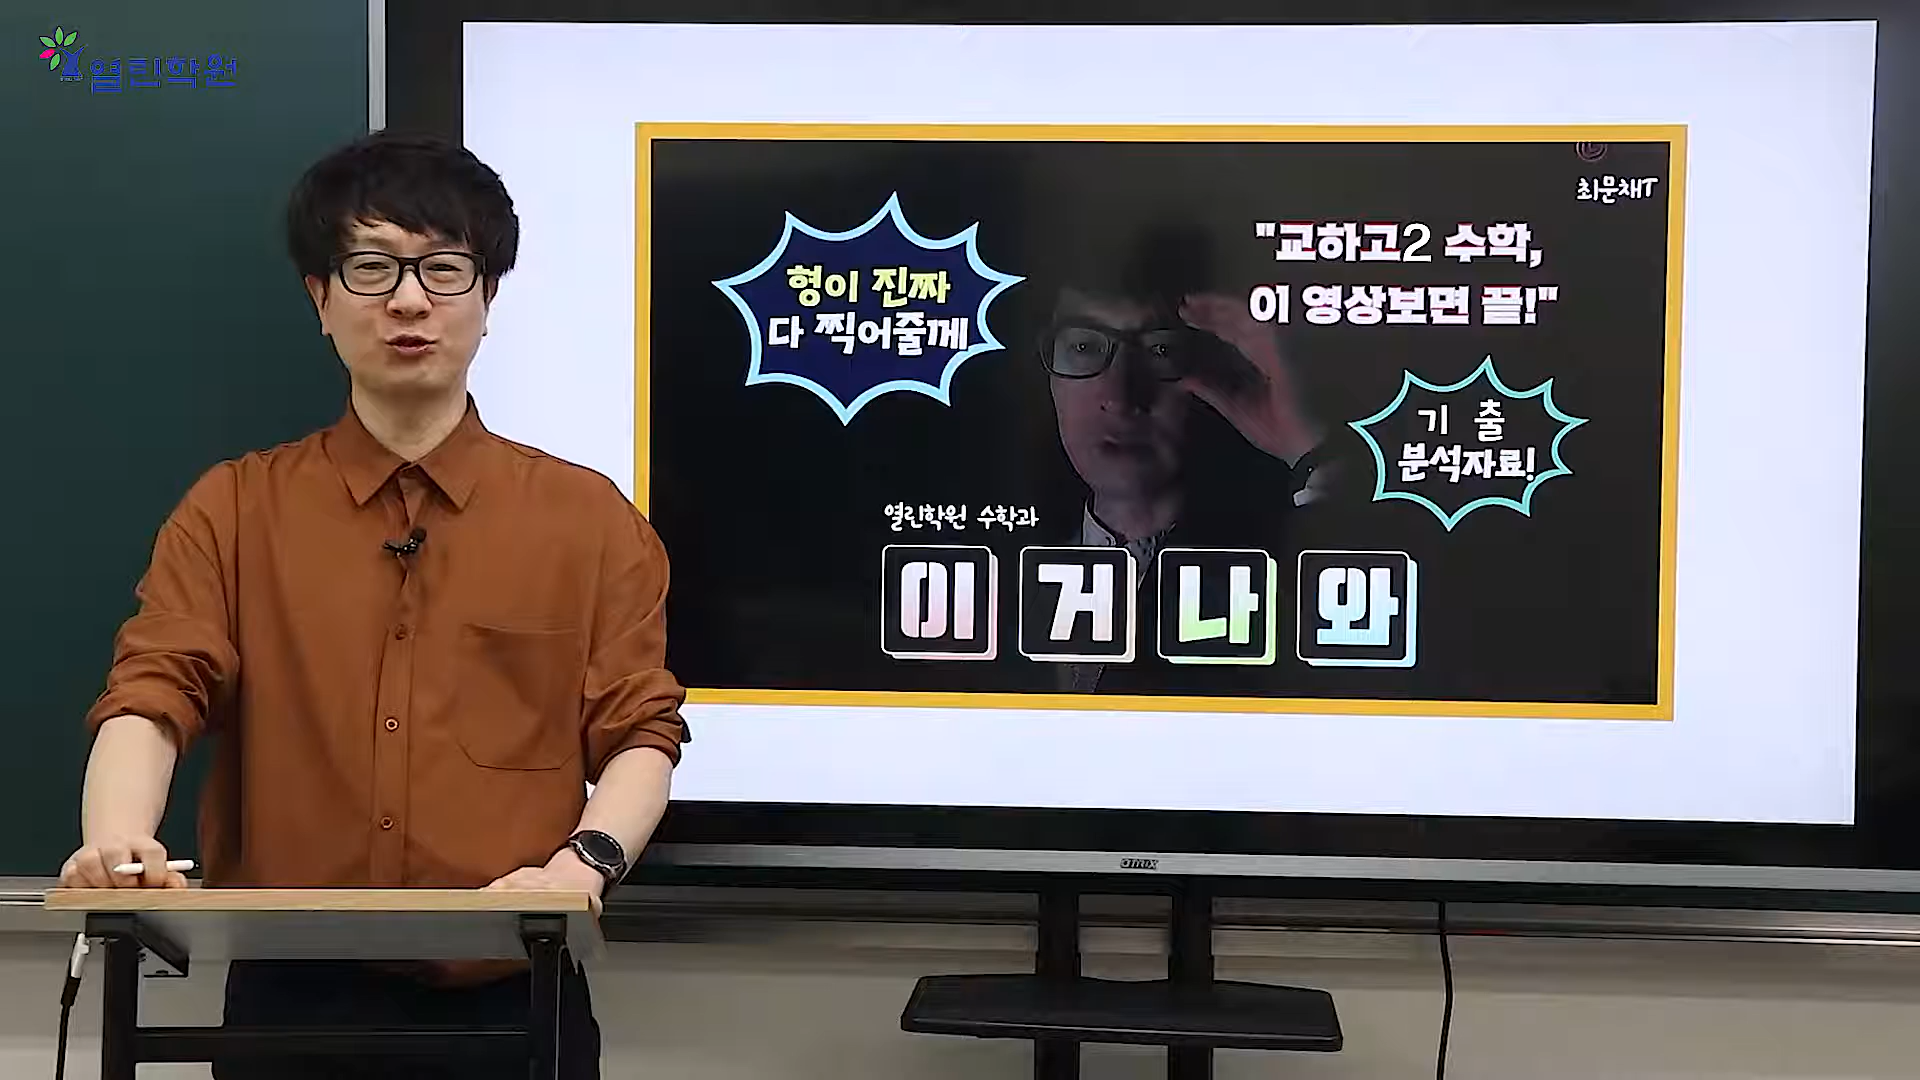 열린학원
최문채T
"교하고2 수학,
이 영상보면 끝!"
형이 진짜
다 찍어줄께
기 출
분석자료!
열린학원 수학과
이거나와
QTRIX